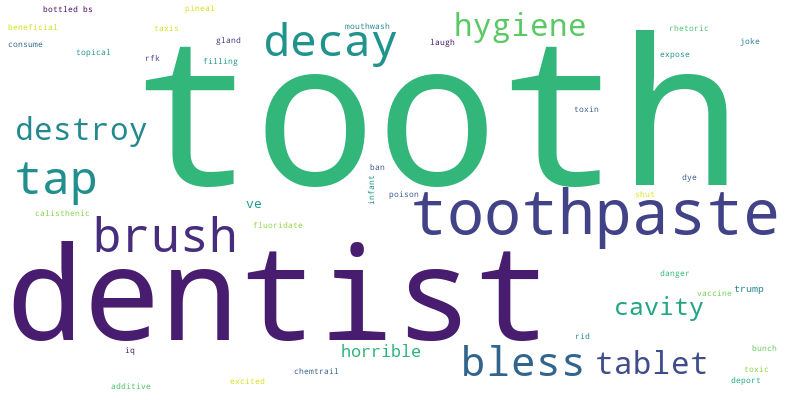 bottled bs
pineal
beneficial
taxis
mouthwash
hygiene
rhetoric
consume
topical
gland
decay
laugh
joke
rfk
filling
expose
tooth
toxin
destroy
tap
ban
infant
poison
dye
shut
calisthenic
ve
toothpaste
brush
fluoridate
dentist
danger
vaccine
trump
cavity
rid
iq
horrible
bless
tablet
bunch
chemtrail
toxic
additive
excited
deport